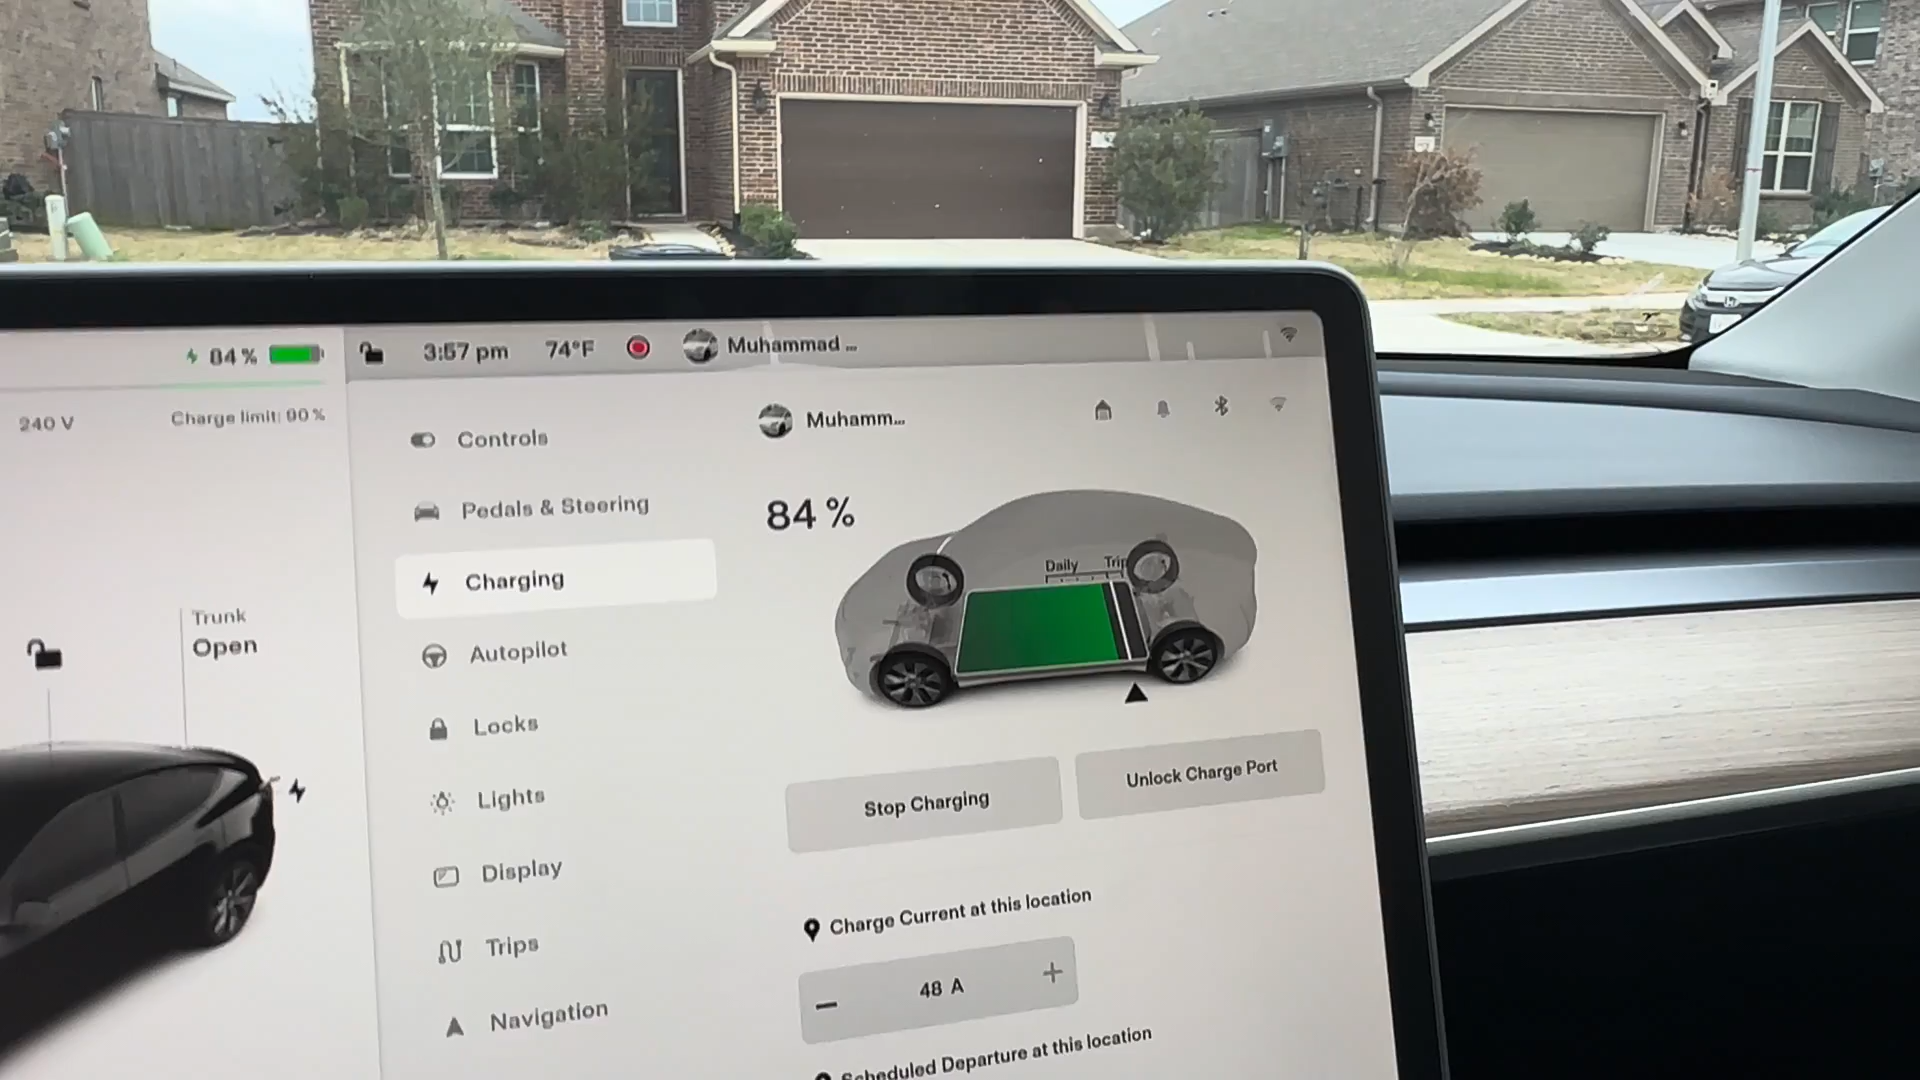 84%
3:57 pm
74°F
Muhammad ...
240 V
Charge limit: 90%
Trunk
Open
Controls
Pedals & Steering
Charging
Autopilot
Locks
Lights
Display
Trips
Navigation
Muhamm...
84 %
Daily
Trip
Stop Charging
Unlock Charge Port
Charge Current at this location
48 A
Scheduled Departure at this location